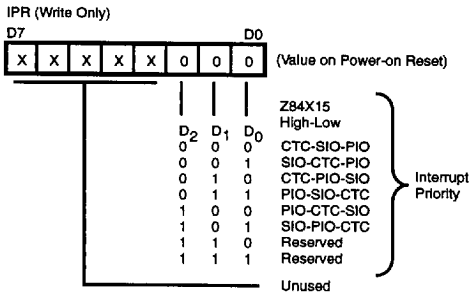 IPR (Write Only)
D7 D0
X X X X X 0 0 0 (Value on Power-on Reset)
Z84X15
High-Low
D2 D1 D0
0 0 0 CTC-SIO-PIO
0 0 1 SIO-CTC-PIO
0 1 0 CTC-PIO-SIO
0 1 1 PIO-SIO-CTC
1 0 0 PIO-CTC-SIO
1 0 1 SIO-PIO-CTC
1 1 0 Reserved
1 1 1 Reserved
Interrupt
Priority
Unused